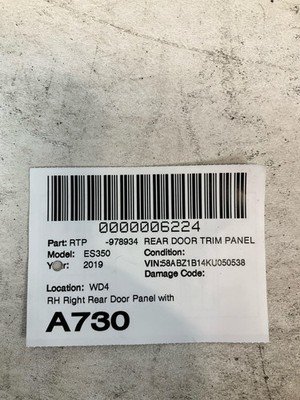 0000006224
Part: RTP -978934 REAR DOOR TRIM PANEL
Model: ES350 Condition:
Year: 2019 VIN:58ABZ1B14KU050538
Damage Code:
Location: WD4
RH Right Rear Door Panel with
A730